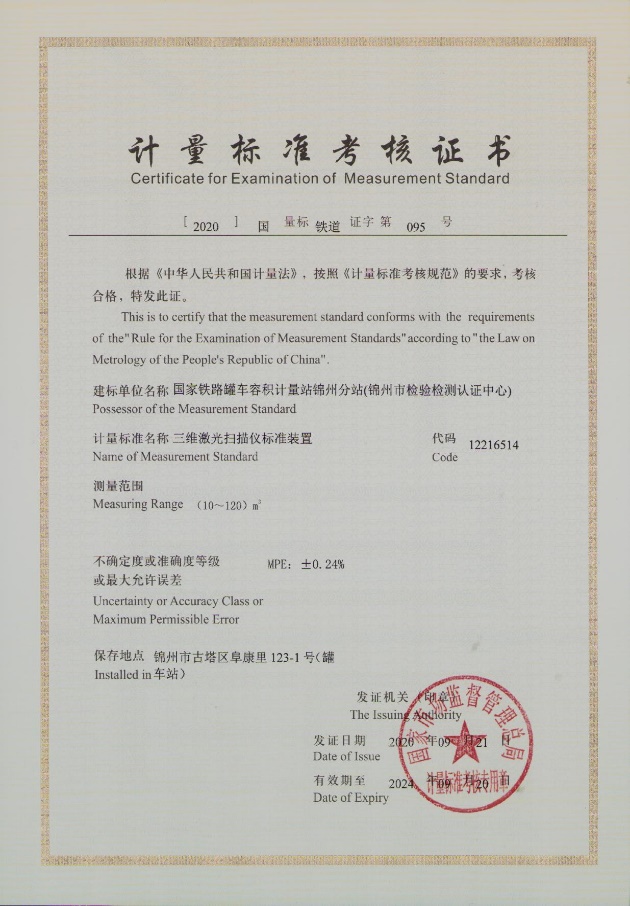 计量标准考核证书
Certificate for Examination of Measurement Standard
[ 2020 ] 国 量标 铁道 证字 第 095 号
根据《中华人民共和国计量法》，按照《计量标准考核规范》的要求，考核
合格，特发此证。
This is to certify that the measurement standard conforms with the requirements
of the "Rule for the Examination of Measurement Standards" according to "the Law on
Metrology of the People's Republic of China".
建标单位名称 国家铁路罐车容积计量站锦州分站(锦州市检验检测认证中心)
Possessor of the Measurement Standard
计量标准名称 三维激光扫描仪标准装置 代码 12216514
Name of Measurement Standard Code
测量范围
Measuring Range （10～120）m³
不确定度或准确度等级 MPE：±0.24%
或最大允许误差
Uncertainty or Accuracy Class or
Maximum Permissible Error
保存地点 锦州市古塔区阜康里 123-1 号（罐
Installed in 车站）
发证机关（印章）
The Issuing Authority
发证日期 2020 年 09 月 21 日
Date of Issue
有效期至 2024 年 09 月 20 日
Date of Expiry
国家市场监督管理总局
计量标准考核专用章